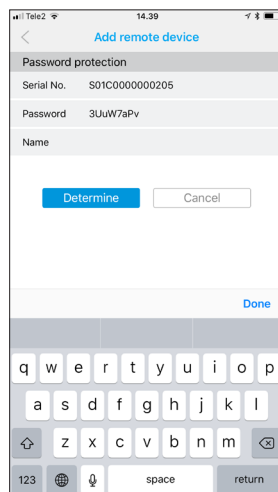 Tele2 14.39
Add remote device
Password protection
Serial No. S01C0000000205
Password 3UuW7aPv
Name
Determine Cancel
Done
q w e r t y u i o p
a s d f g h j k l
z x c v b n m
123 space return